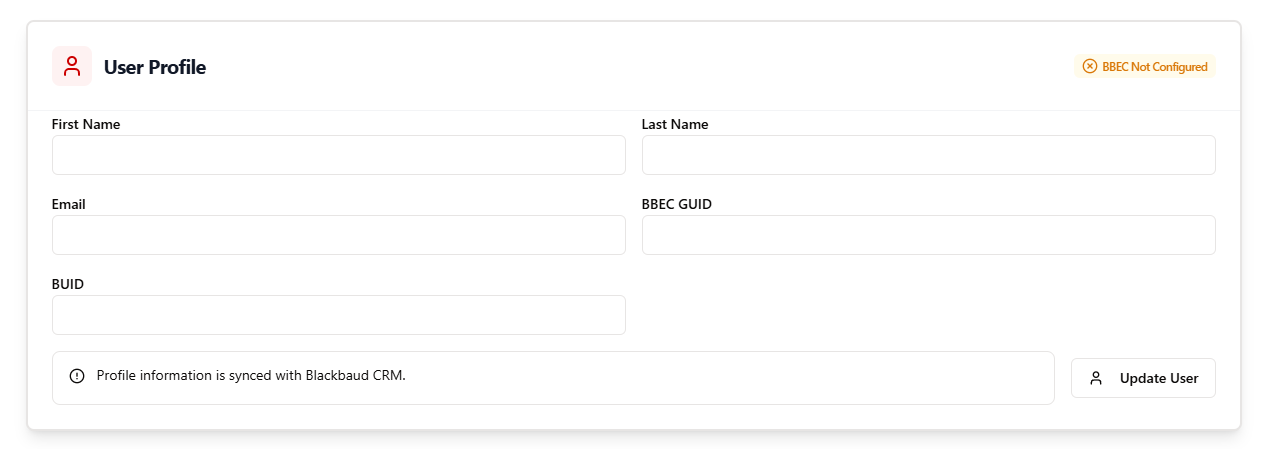 User Profile
BBEC Not Configured
First Name
Last Name
Email
BBEC GUID
BUID
Profile information is synced with Blackbaud CRM.
Update User